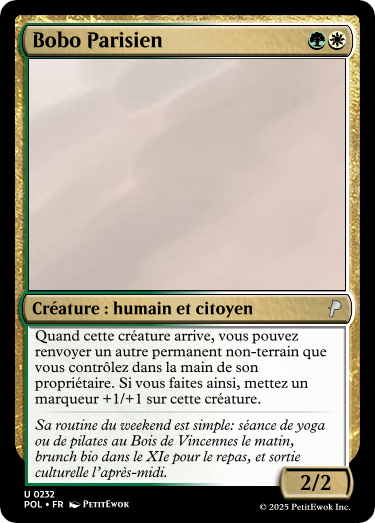 Bobo Parisien
Créature : humain et citoyen
Quand cette créature arrive, vous pouvez
renvoyer un autre permanent non-terrain que
vous contrôlez dans la main de son
propriétaire. Si vous faites ainsi, mettez un
marqueur +1/+1 sur cette créature.
Sa routine du weekend est simple: séance de yoga
ou de pilates au Bois de Vincennes le matin,
brunch bio dans le XIe pour le repas, et sortie
culturelle l'après-midi.
2/2
U 0232
POL • FR PetitEwok
© 2025 PetitEwok Inc.